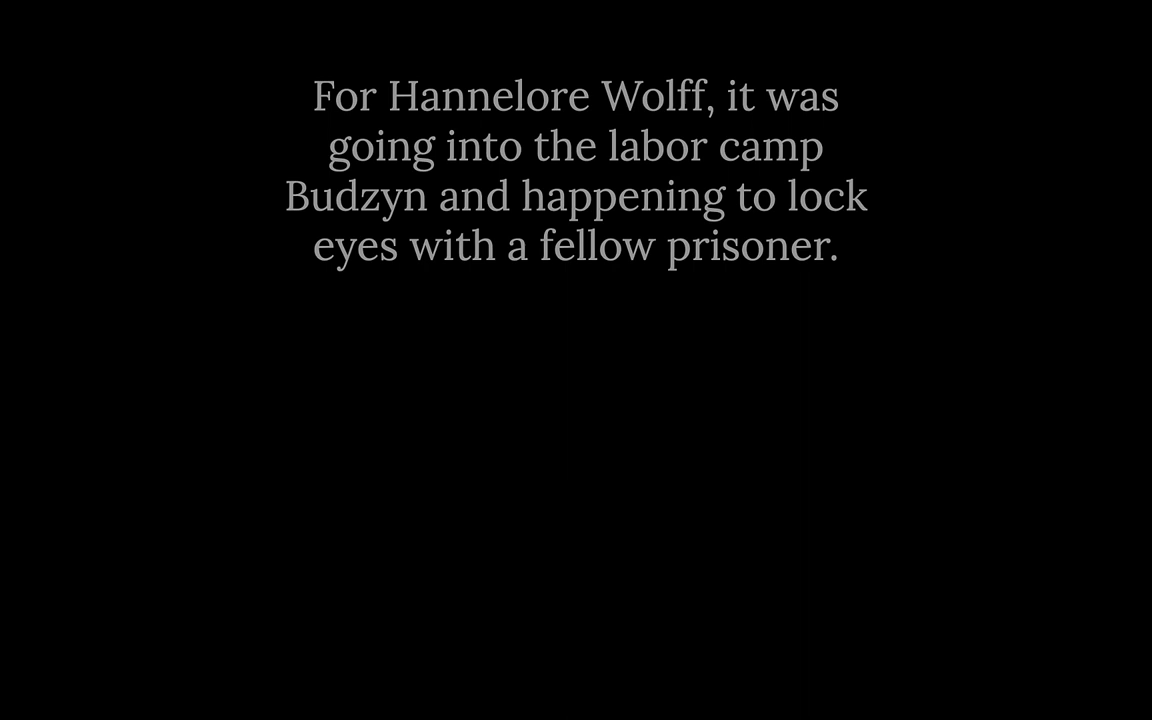 For Hannelore Wolff, it was
going into the labor camp
Budzyn and happening to lock
eyes with a fellow prisoner.